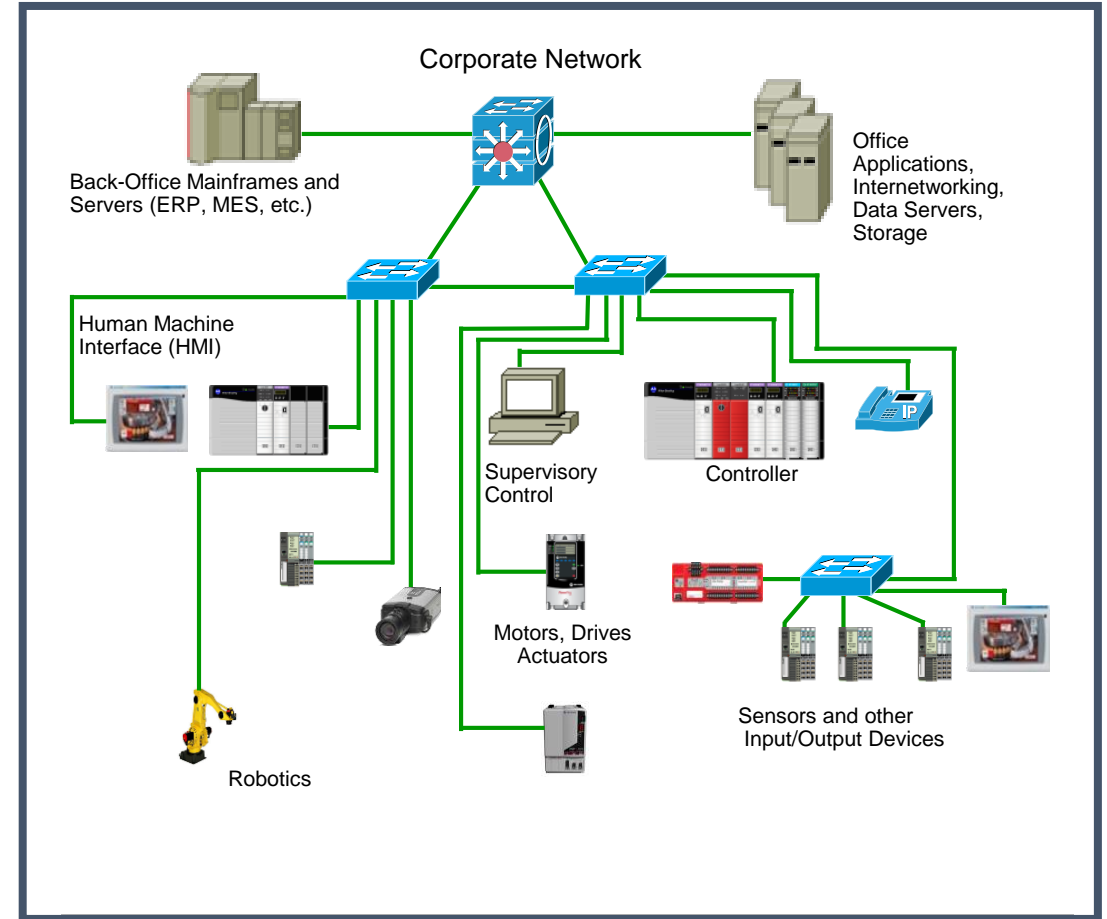 Corporate Network
Back-Office Mainframes and
Servers (ERP, MES, etc.)
Office
Applications,
Internetworking,
Data Servers,
Storage
Human Machine
Interface (HMI)
IP
Supervisory
Control
Controller
Motors, Drives
Actuators
Sensors and other
Input/Output Devices
Robotics